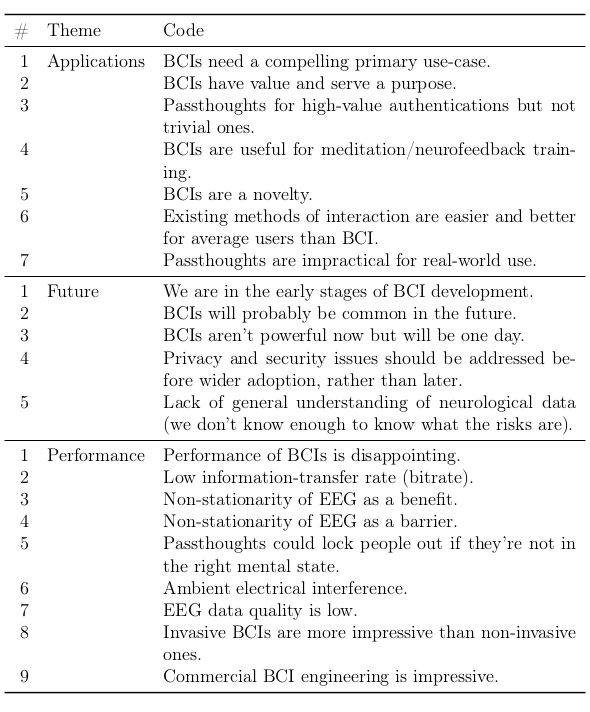 # Theme Code
1 Applications BCIs need a compelling primary use-case.
2 BCIs have value and serve a purpose.
3 Passthoughts for high-value authentications but not
trivial ones.
4 BCIs are useful for meditation/neurofeedback train-
ing.
5 BCIs are a novelty.
6 Existing methods of interaction are easier and better
for average users than BCI.
7 Passthoughts are impractical for real-world use.
1 Future We are in the early stages of BCI development.
2 BCIs will probably be common in the future.
3 BCIs aren't powerful now but will be one day.
4 Privacy and security issues should be addressed be-
fore wider adoption, rather than later.
5 Lack of general understanding of neurological data
(we don't know enough to know what the risks are).
1 Performance Performance of BCIs is disappointing.
2 Low information-transfer rate (bitrate).
3 Non-stationarity of EEG as a benefit.
4 Non-stationarity of EEG as a barrier.
5 Passthoughts could lock people out if they're not in
the right mental state.
6 Ambient electrical interference.
7 EEG data quality is low.
8 Invasive BCIs are more impressive than non-invasive
ones.
9 Commercial BCI engineering is impressive.